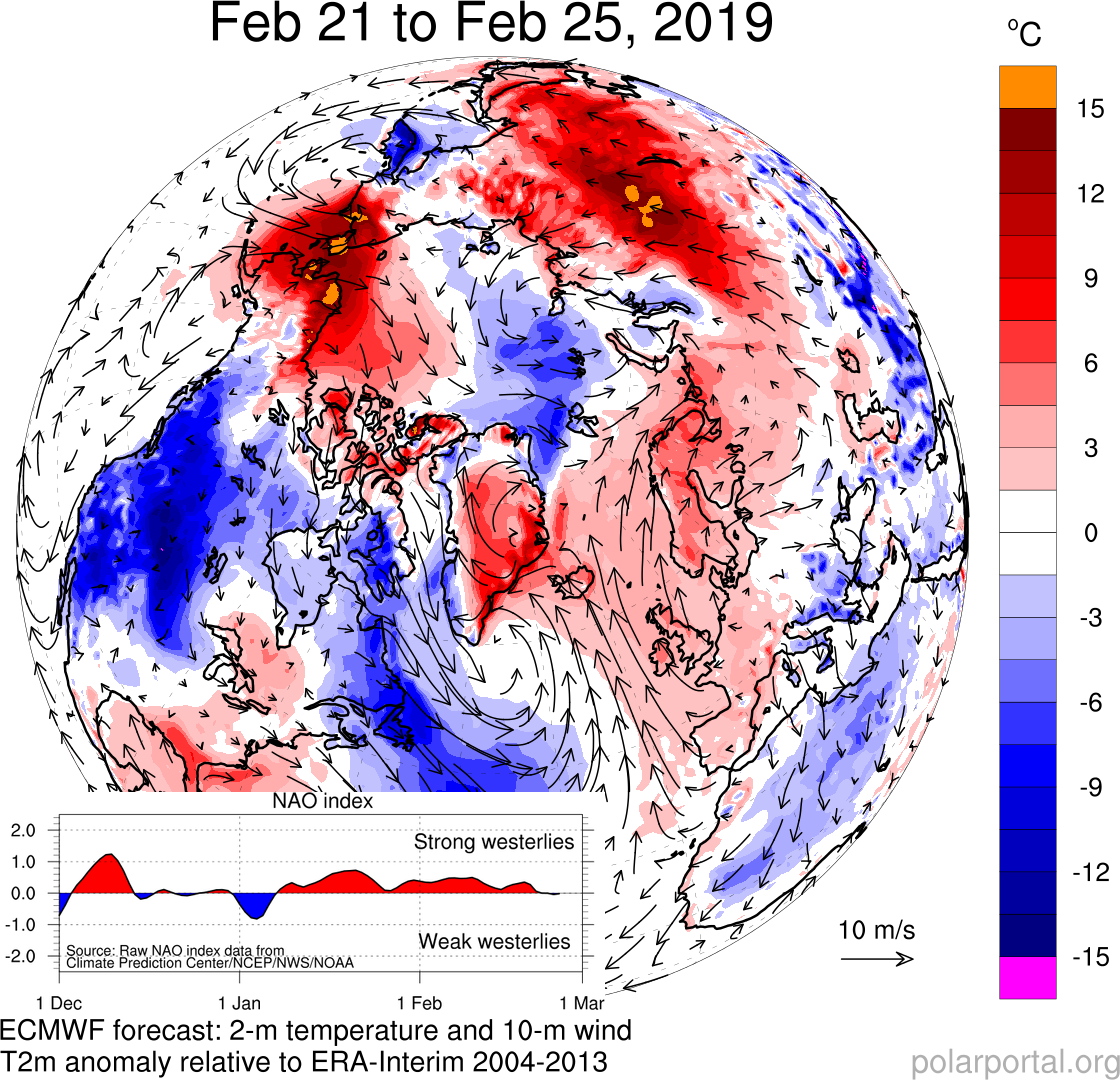 Feb 21 to Feb 25, 2019
oC
15
12
9
6
3
0
-3
-6
-9
-12
-15
10 m/s
NAO index
2.0
1.0
0.0
-1.0
-2.0
Strong westerlies
Weak westerlies
Source: Raw NAO index data from
Climate Prediction Center/NCEP/NWS/NOAA
1 Dec
1 Jan
1 Feb
1 Mar
ECMWF forecast: 2-m temperature and 10-m wind
T2m anomaly relative to ERA-Interim 2004-2013
polarportal.org